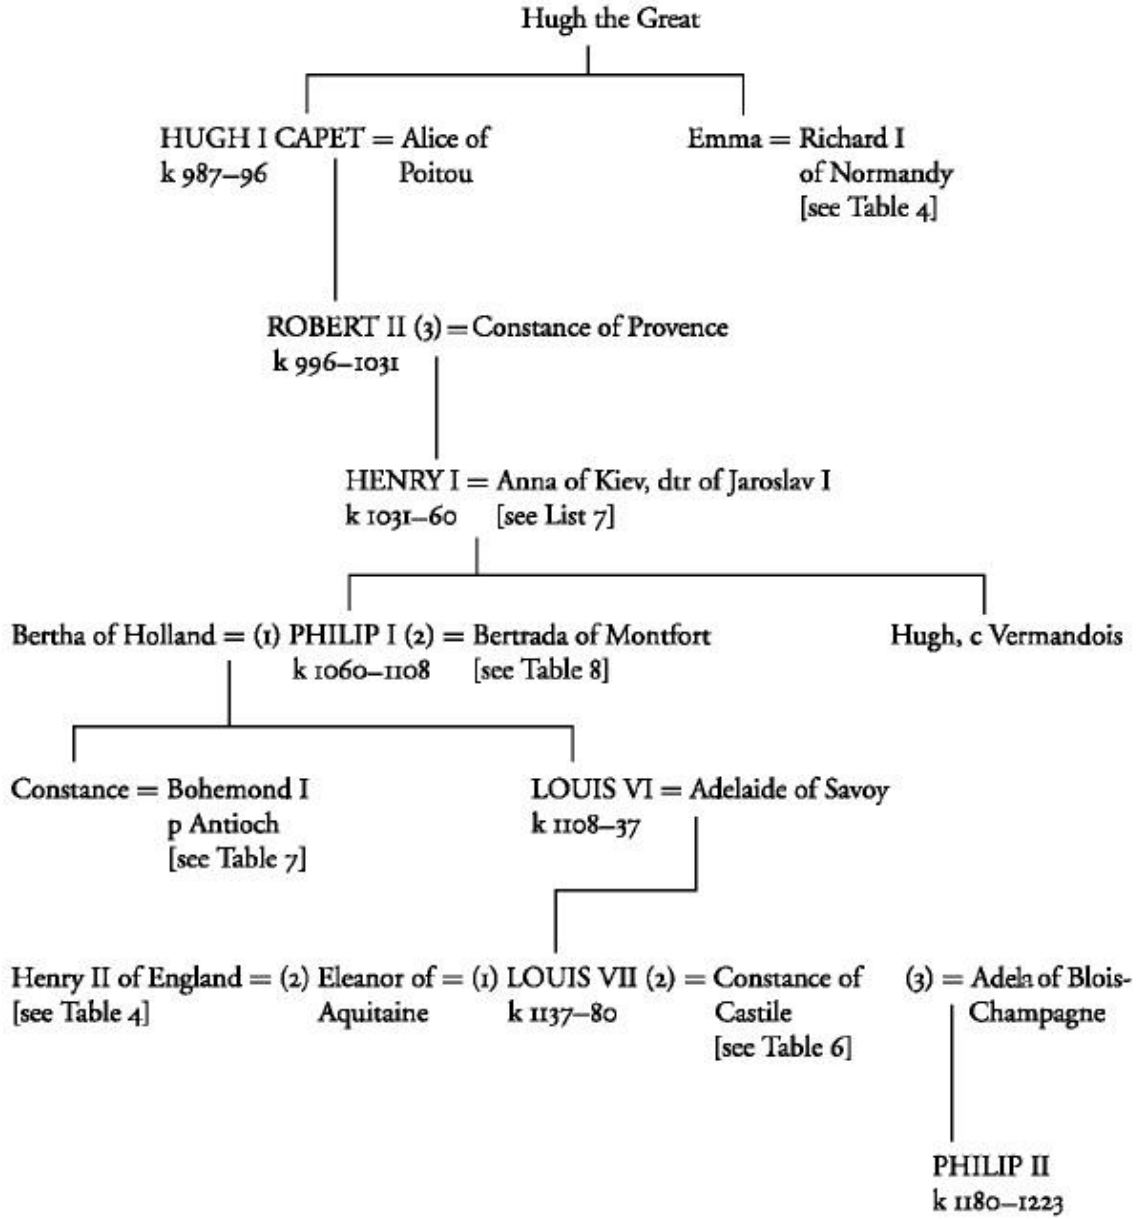 Hugh the Great
HUGH I CAPET = Alice of
k 987–96 Poitou
Emma = Richard I
of Normandy
[see Table 4]
ROBERT II (3) = Constance of Provence
k 996–1031
HENRY I = Anna of Kiev, dtr of Jaroslav I
k 1031–60 [see List 7]
Bertha of Holland = (1) PHILIP I (2) = Bertrada of Montfort
k 1060–1108 [see Table 8]
Hugh, c Vermandois
Constance = Bohemond I
p Antioch
[see Table 7]
LOUIS VI = Adelaide of Savoy
k 1108–37
Henry II of England = (2) Eleanor of = (1) LOUIS VII (2) = Constance of (3) = Adela of Blois-
[see Table 4] Aquitaine k 1137–80 Castile Champagne
[see Table 6]
PHILIP II
k 1180–1223